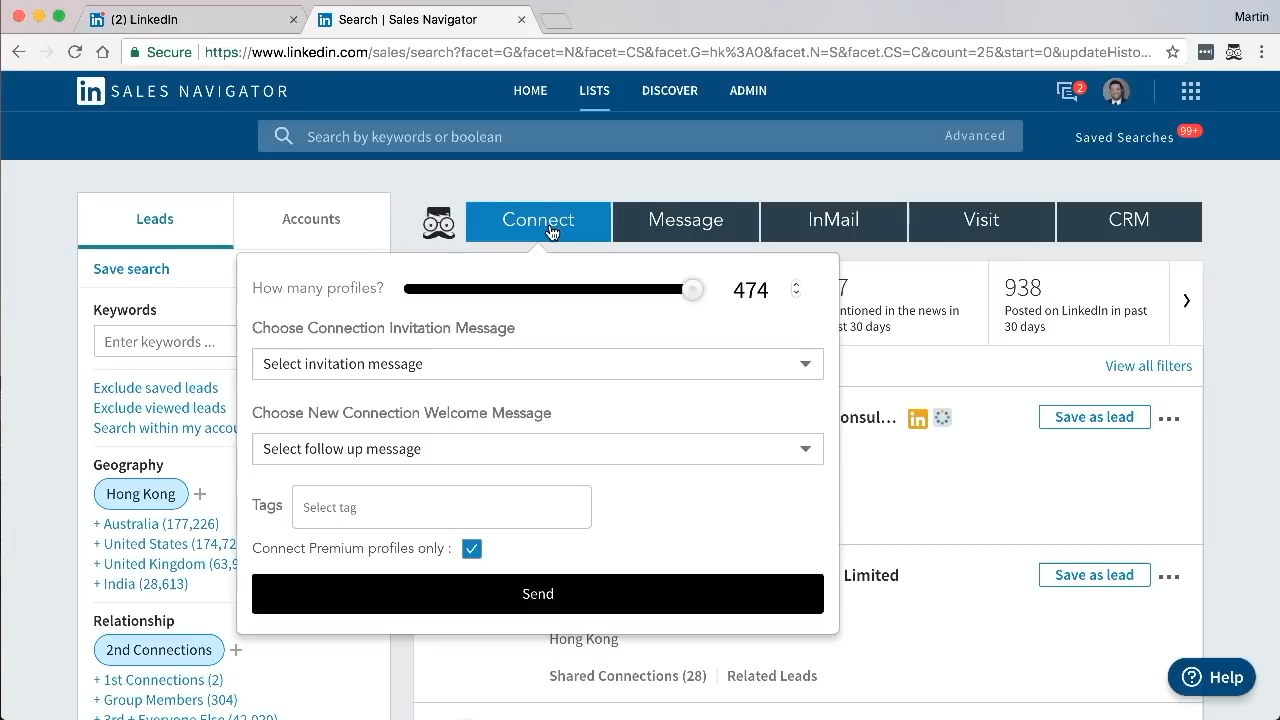 (2) LinkedIn
Search | Sales Navigator
Martin
Secure
https://www.linkedin.com/sales/search?facet=G&facet=N&facet=CS&facet.G=hk%3A0&facet.N=S&facet.CS=C&count=25&start=0&updateHisto...
in SALES NAVIGATOR
HOME
LISTS
DISCOVER
ADMIN
2
Search by keywords or boolean
Advanced
Saved Searches
99+
Leads
Accounts
Connect
Message
InMail
Visit
CRM
Save search
Keywords
Enter keywords ...
Exclude saved leads
Exclude viewed leads
Search within my accou
Geography
Hong Kong
+ Australia (177,226)
+ United States (174,72
+ United Kingdom (63,9
+ India (28,613)
Relationship
2nd Connections
+ 1st Connections (2)
+ Group Members (304)
+ 3rd + Everyone Else (42,020)
How many profiles?
474
Choose Connection Invitation Message
Select invitation message
Choose New Connection Welcome Message
Select follow up message
Tags
Select tag
Connect Premium profiles only :
Send
7
ntioned in the news in
st 30 days
938
Posted on LinkedIn in past
30 days
View all filters
onsul...
in
Save as lead
Limited
Save as lead
Hong Kong
Shared Connections (28)
Related Leads
Help